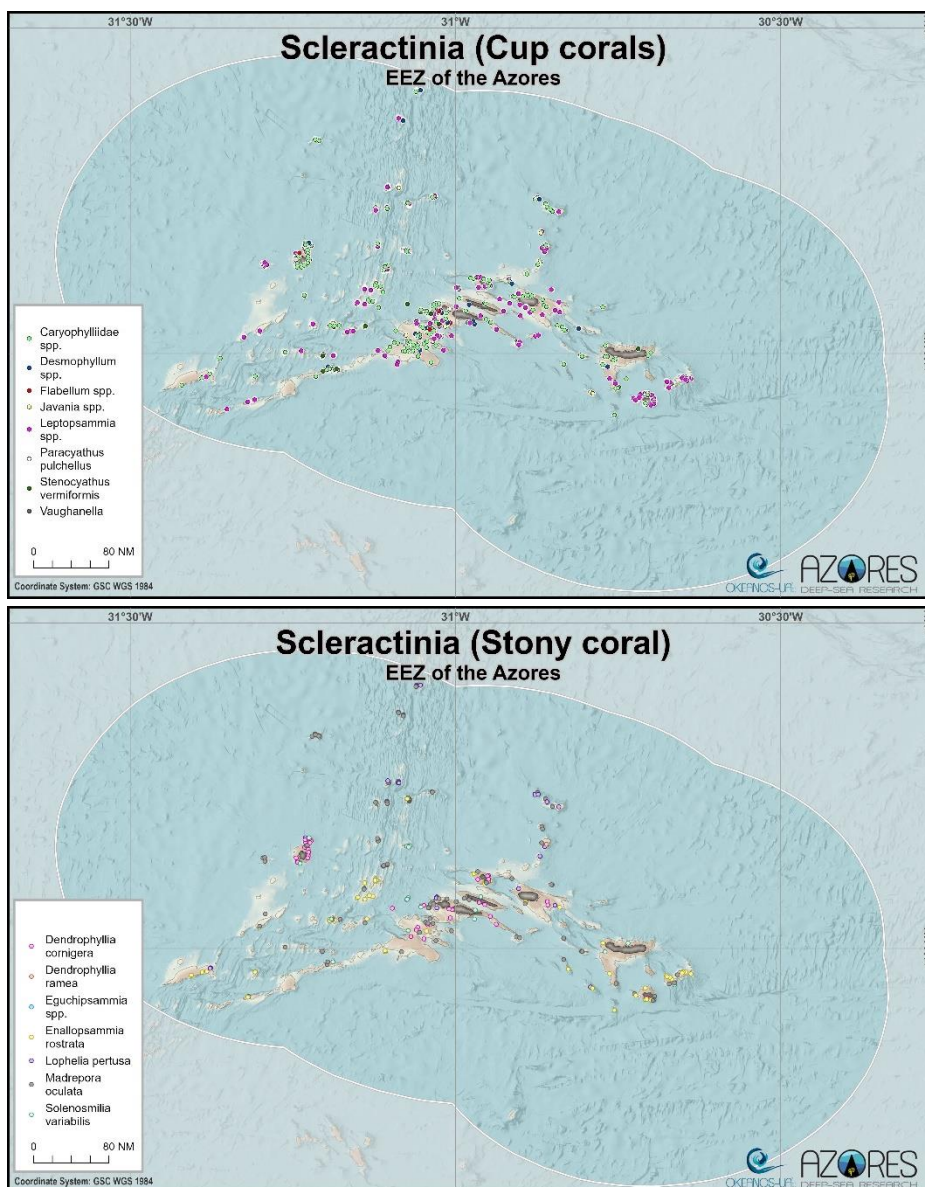 31°30'W 31°W 30°30'W
Scleractinia (Cup corals)
EEZ of the Azores
Caryophylliidae
spp.
Desmophyllum
spp.
Flabellum spp.
Javania spp.
Leptopsammia
spp.
Paracyathus
pulchellus
Stenocyathus
vermiformis
Vaughanella
0 80 NM
Coordinate System: GSC WGS 1984
OKEANOS-UAc
AZORES
DEEP-SEA RESEARCH
31°30'W 31°W 30°30'W
Scleractinia (Stony coral)
EEZ of the Azores
Dendrophyllia
cornigera
Dendrophyllia
ramea
Eguchipsammia
spp.
Enallopsammia
rostrata
Lophelia pertusa
Madrepora
oculata
Solenosmilia
variabilis
0 80 NM
Coordinate System: GSC WGS 1984
OKEANOS-UAc
AZORES
DEEP-SEA RESEARCH